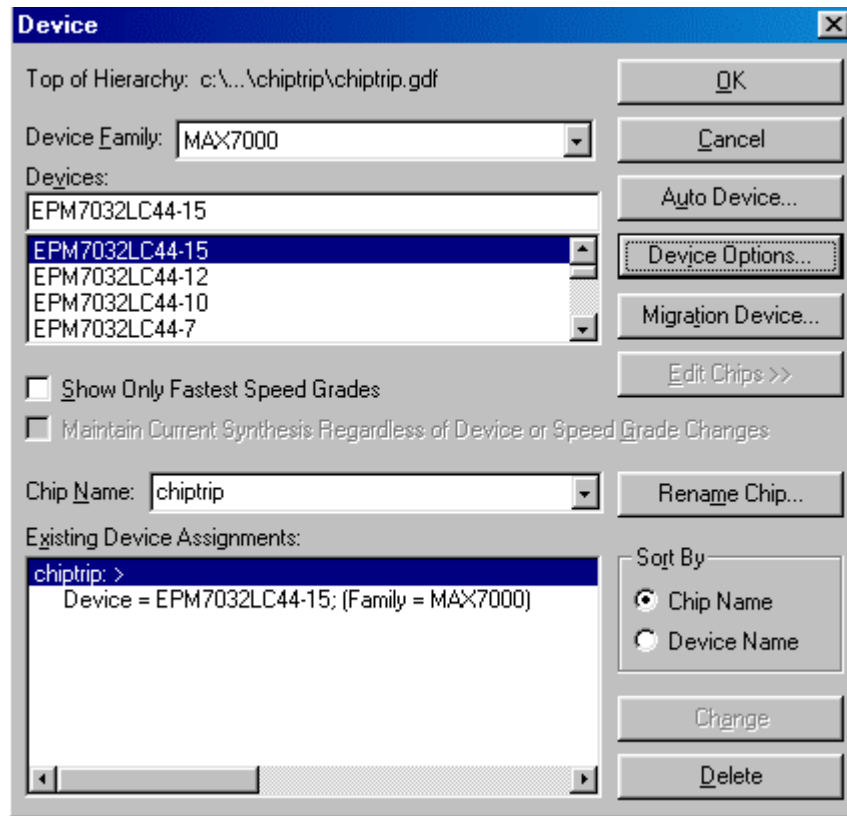 Device
Top of Hierarchy: c:\...\chiptrip\chiptrip.gdf
OK
Device Family: MAX7000
Cancel
Devices:
EPM7032LC44-15
Auto Device...
EPM7032LC44-15
EPM7032LC44-12
EPM7032LC44-10
EPM7032LC44-7
Device Options...
Migration Device...
Edit Chips >>
Show Only Fastest Speed Grades
Maintain Current Synthesis Regardless of Device or Speed Grade Changes
Chip Name: chiptrip
Rename Chip...
Existing Device Assignments:
chiptrip: >
Device = EPM7032LC44-15; (Family = MAX7000)
Sort By
Chip Name
Device Name
Change
Delete